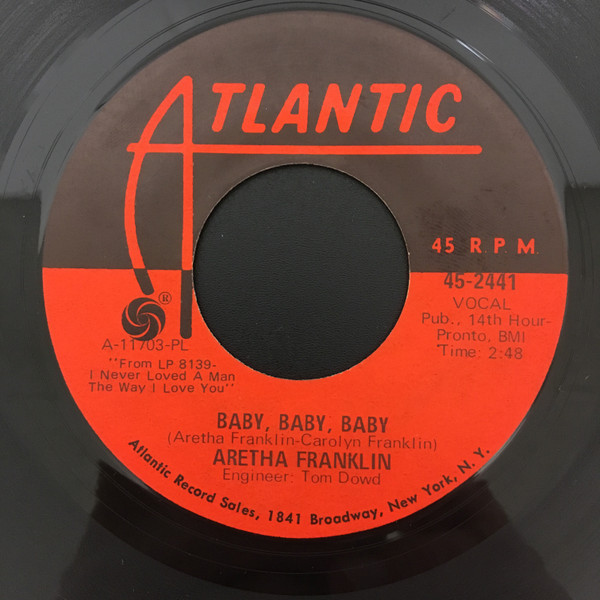 ATLANTIC
45 R.P.M.
®
45-2441
VOCAL
Pub., 14th Hour-
Pronto, BMI
Time: 2:48
A-11703-PL
"From LP 8139-
I Never Loved A Man
The Way I Love You"
BABY, BABY, BABY
(Aretha Franklin-Carolyn Franklin)
ARETHA FRANKLIN
Engineer: Tom Dowd
Atlantic Record Sales, 1841 Broadway, New York, N.Y.